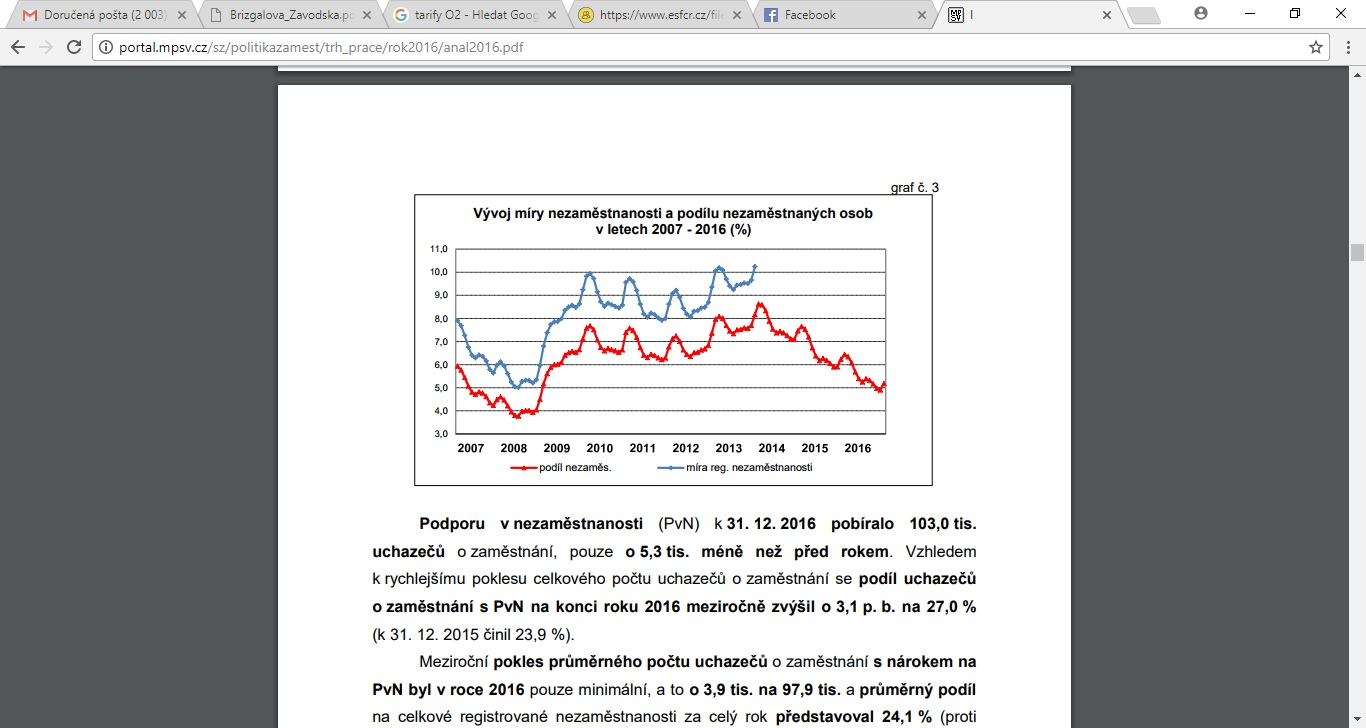 Doručená pošta (2 003)
Brizgalova_Zavodska.p
tarify O2 - Hledat Goog
https://www.esfcr.cz/file
Facebook
I
portal.mpsv.cz/sz/politikazamest/trh_prace/rok2016/anal2016.pdf
graf č. 3
Vývoj míry nezaměstnanosti a podílu nezaměstnaných osob
v letech 2007 - 2016 (%)
11,0
10,0
9,0
8,0
7,0
6,0
5,0
4,0
3,0
2007 2008 2009 2010 2011 2012 2013 2014 2015 2016
podíl nezaměs. míra reg. nezaměstnanosti
Podporu v nezaměstnanosti (PvN) k 31. 12. 2016 pobíralo 103,0 tis.
uchazečů o zaměstnání, pouze o 5,3 tis. méně než před rokem. Vzhledem
k rychlejšímu poklesu celkového počtu uchazečů o zaměstnání se podíl uchazečů
o zaměstnání s PvN na konci roku 2016 meziročně zvýšil o 3,1 p. b. na 27,0 %
(k 31. 12. 2015 činil 23,9 %).
Meziroční pokles průměrného počtu uchazečů o zaměstnání s nárokem na
PvN byl v roce 2016 pouze minimální, a to o 3,9 tis. na 97,9 tis. a průměrný podíl
na celkové registrované nezaměstnanosti za celý rok představoval 24,1 % (proti